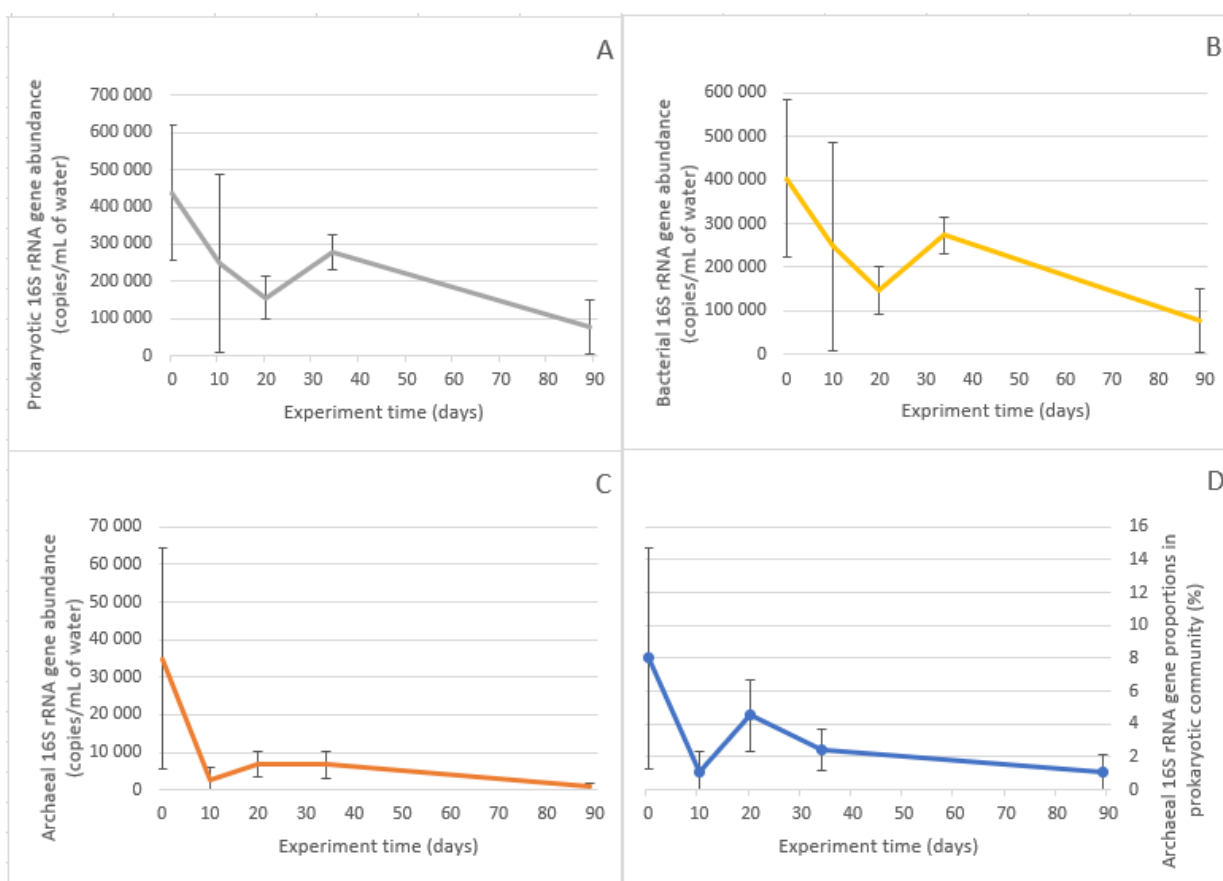 A
Prokaryotic 16S rRNA gene abundance
(copies/mL of water)
700 000
600 000
500 000
400 000
300 000
200 000
100 000
0
0 10 20 30 40 50 60 70 80 90
Experiment time (days)
B
Bacterial 16S rRNA gene abundance
(copies/mL of water)
600 000
500 000
400 000
300 000
200 000
100 000
0
0 10 20 30 40 50 60 70 80 90
Expriment time (days)
C
Archaeal 16S rRNA gene abundance
(copies/mL of water)
70 000
60 000
50 000
40 000
30 000
20 000
10 000
0
0 10 20 30 40 50 60 70 80 90
Experiment time (days)
D
16
14
12
10
8
6
4
2
0
Archaeal 16S rRNA gene proportions in
prokaryotic community (%)
0 10 20 30 40 50 60 70 80 90
Experiment time (days)